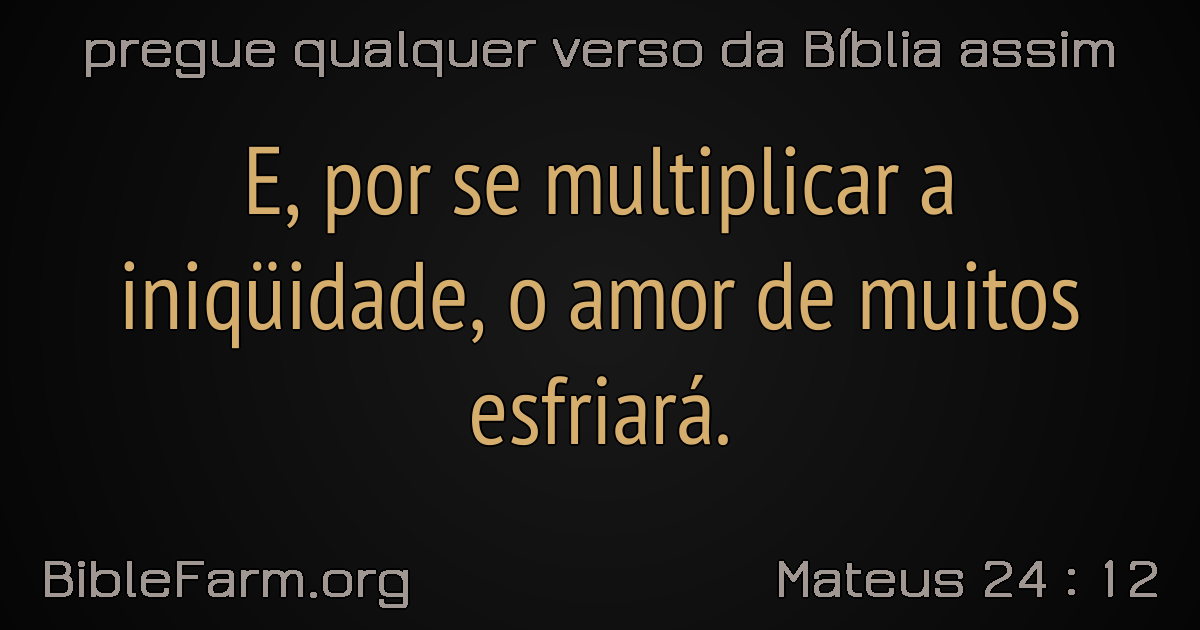 pregue qualquer verso da Bíblia assim
E, por se multiplicar a
iniqüidade, o amor de muitos
esfriará.
BibleFarm.org
Mateus 24 : 12